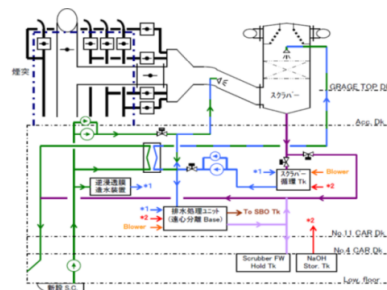 煙突
スクラバー
GRAGE TOP D
Acc. Dk
*1
Blower
スクラバー
循環 Tk
*2
逆浸透膜
造水装置
*1
*1
*2
Blower
排水処理ユニット
(遠心分離 Base)
To SBO Tk
*2
No.11 CAR Dk
No.4 CAR Dk
Scrubber FW
Hold Tk
NaOH
Stor. Tk
Low. floor
新設 S.C.